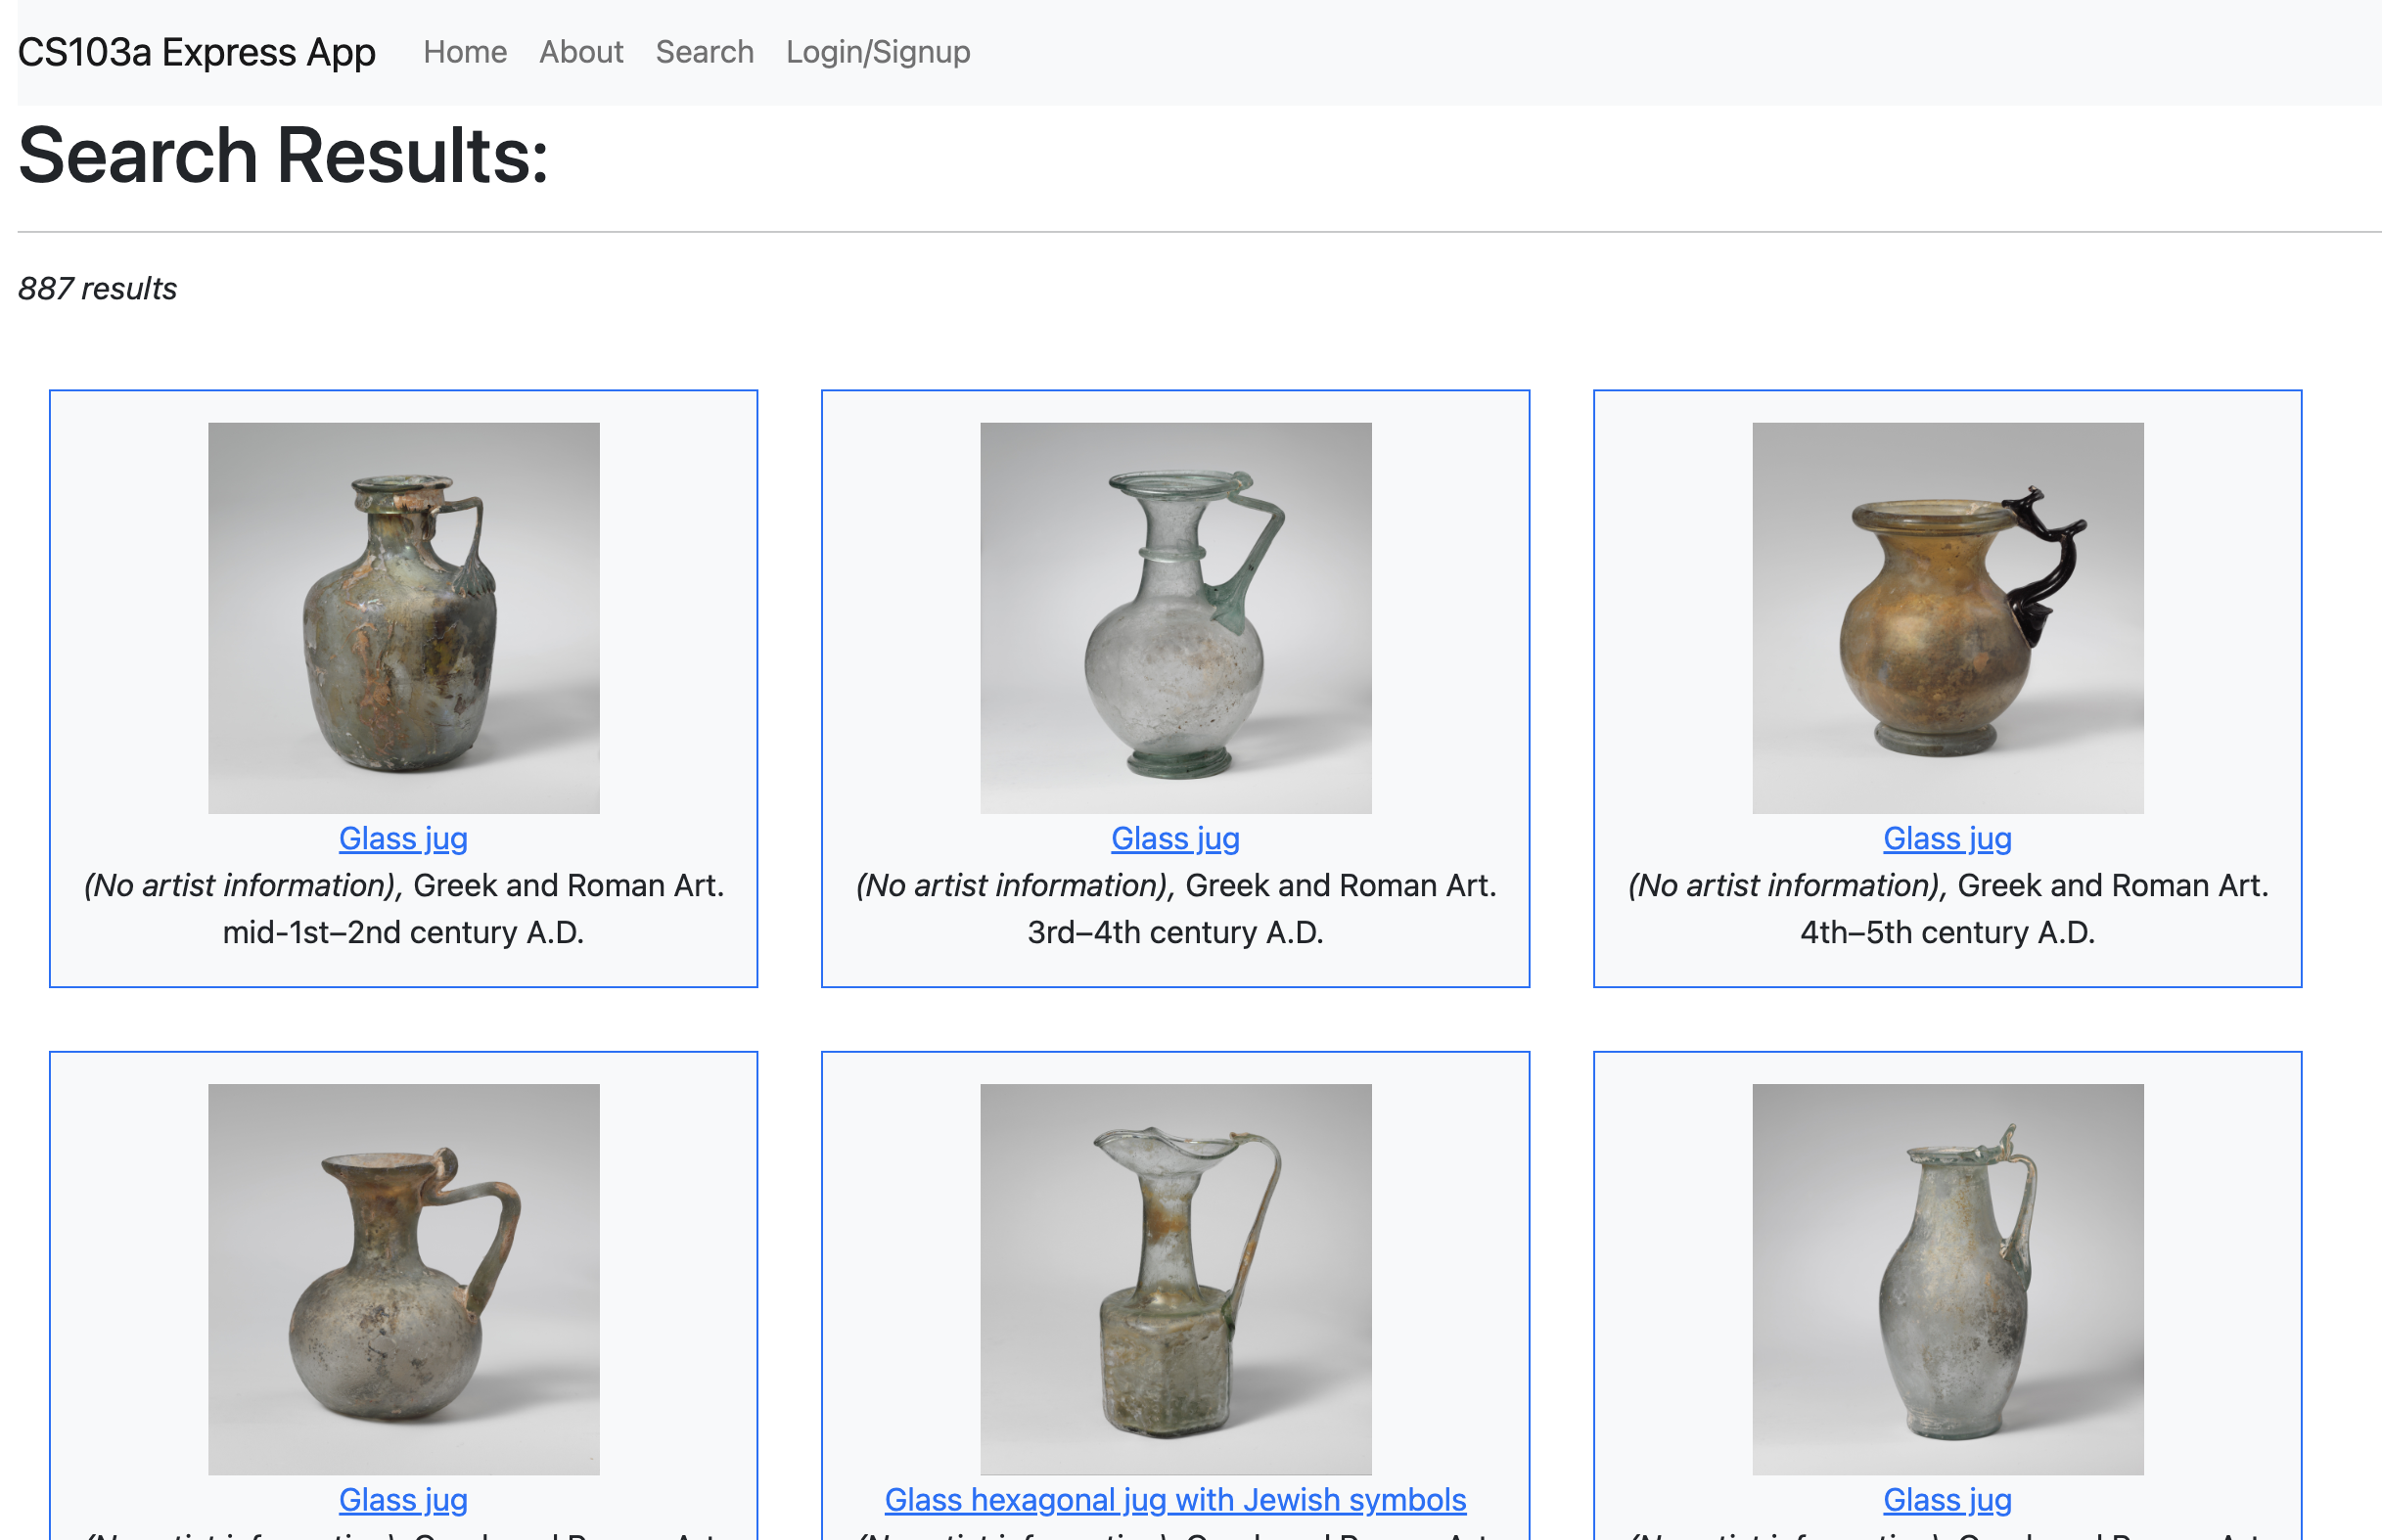 CS103a Express App Home About Search Login/Signup
Search Results:
887 results
Glass jug
(No artist information), Greek and Roman Art.
mid-1st–2nd century A.D.
Glass jug
(No artist information), Greek and Roman Art.
3rd–4th century A.D.
Glass jug
(No artist information), Greek and Roman Art.
4th–5th century A.D.
Glass jug
Glass hexagonal jug with Jewish symbols
Glass jug